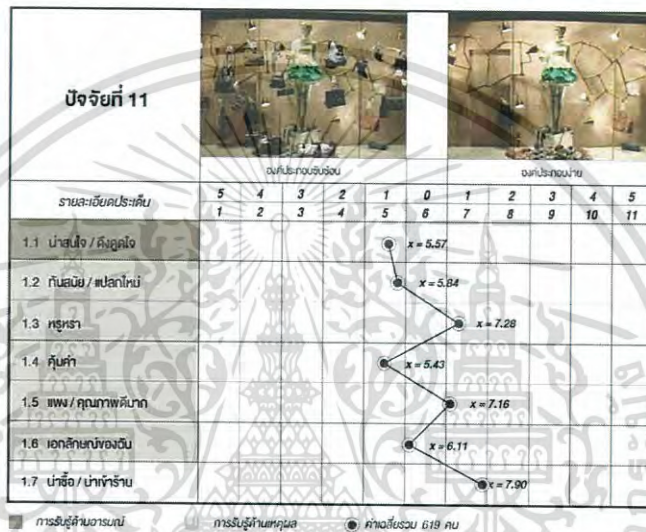 ปัจจัยที่ 11
องค์ประกอบซับซ้อน
องค์ประกอบง่าย
รายละเอียดประเด็น
5 4 3 2 1 0 1 2 3 4 5
1 2 3 4 5 6 7 8 9 10 11
1.1 น่าสนใจ / ดึงดูดใจ
x = 5.57
1.2 ทันสมัย / แปลกใหม่
x = 5.84
1.3 หรูหรา
x = 7.28
1.4 คุ้มค่า
x = 5.43
1.5 แพง / คุณภาพดีมาก
x = 7.16
1.6 เอกลักษณ์ของตน
x = 6.11
1.7 น่าซื้อ / น่าเข้าร้าน
x = 7.90
การรับรู้ด้านอารมณ์
การรับรู้ด้านเหตุผล
ค่าเฉลี่ยรวม 619 คน